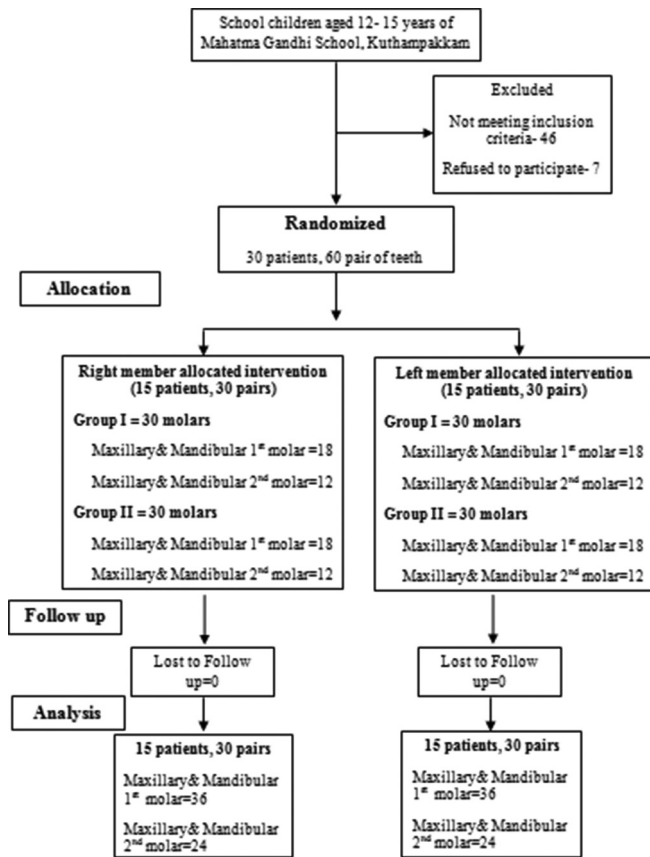 School children aged 12- 15 years of
Mahatma Gandhi School, Kuthampakkam
Excluded
Not meeting inclusion
criteria- 46
Refused to participate- 7
Randomized
30 patients, 60 pair of teeth
Allocation
Right member allocated intervention
(15 patients, 30 pairs)
Group I = 30 molars
Maxillary& Mandibular 1st molar =18
Maxillary& Mandibular 2nd molar=12
Group II = 30 molars
Maxillary& Mandibular 1st molar =18
Maxillary& Mandibular 2nd molar=12
Left member allocated intervention
(15 patients, 30 pairs)
Group I = 30 molars
Maxillary& Mandibular 1st molar =18
Maxillary& Mandibular 2nd molar=12
Group II = 30 molars
Maxillary& Mandibular 1st molar =18
Maxillary& Mandibular 2nd molar=12
Follow up
Lost to Follow
up=0
Lost to Follow
up=0
Analysis
15 patients, 30 pairs
Maxillary& Mandibular
1st molar=36
Maxillary& Mandibular
2nd molar=24
15 patients, 30 pairs
Maxillary& Mandibular
1st molar=36
Maxillary& Mandibular
2nd molar=24